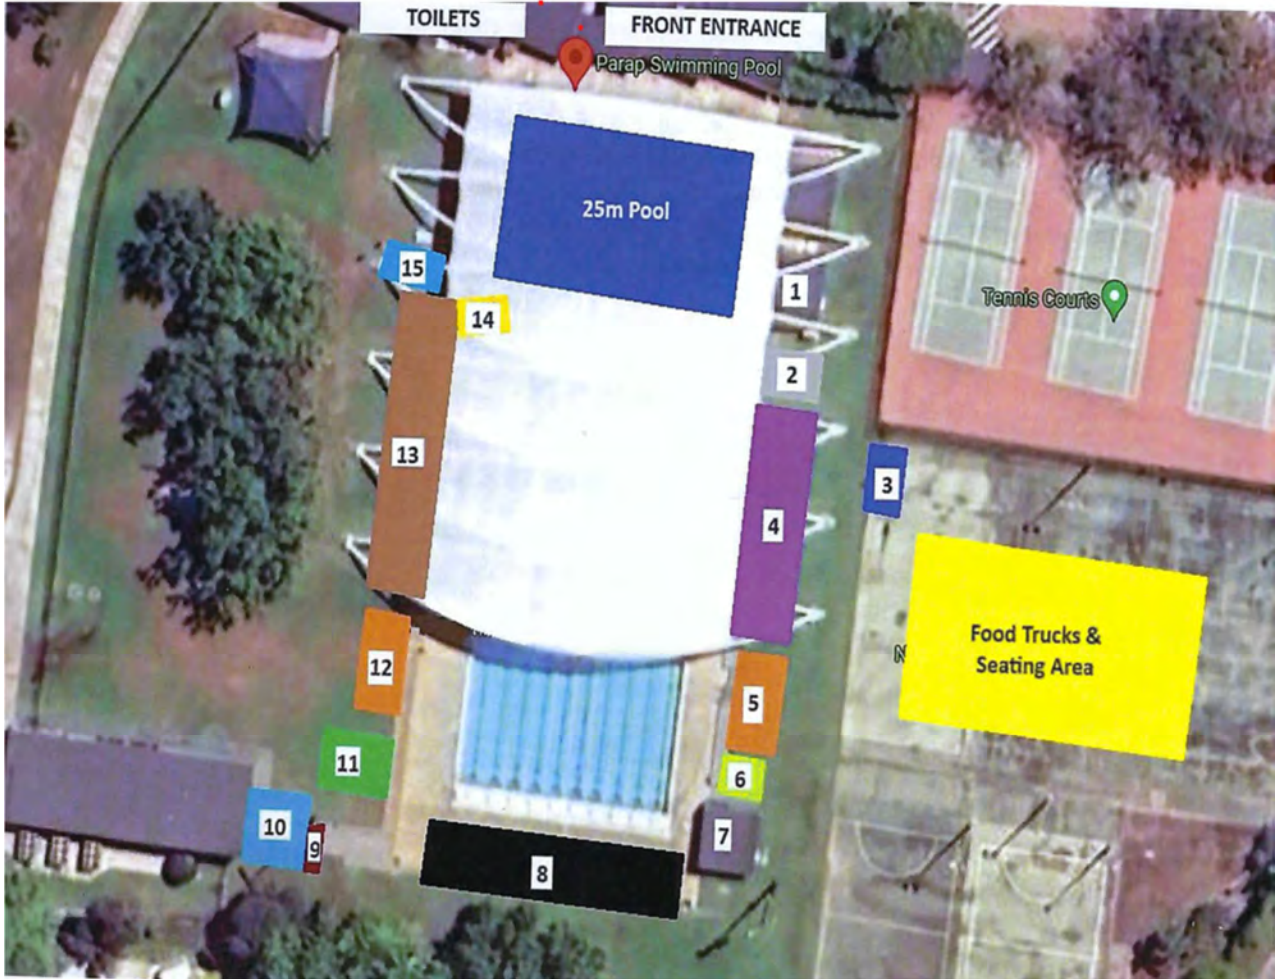 TOILETS
FRONT ENTRANCE
Parap Swimming Pool
25m Pool
15
1
Tennis Courts
14
2
13
3
4
Food Trucks &
Seating Area
N
12
5
11
6
10
9
7
8